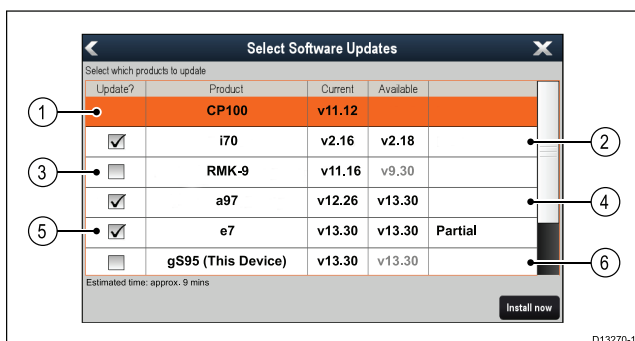 Select Software Updates
Select which products to update
Update? Product Current Available
1 CP100 v11.12
i70 v2.16 v2.18 2
3 RMK-9 v11.16 v9.30
a97 v12.26 v13.30 4
5 e7 v13.30 v13.30 Partial
gS95 (This Device) v13.30 v13.30 6
Estimated time: approx. 9 mins
Install now
D13270-1